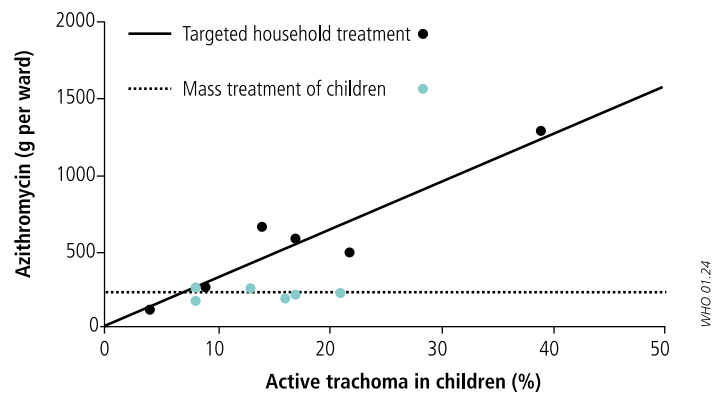 2000
Targeted household treatment
Mass treatment of children
1500
1000
500
0
Azithromycin (g per ward)
0 10 20 30 40 50
Active trachoma in children (%)
WHO 01.24